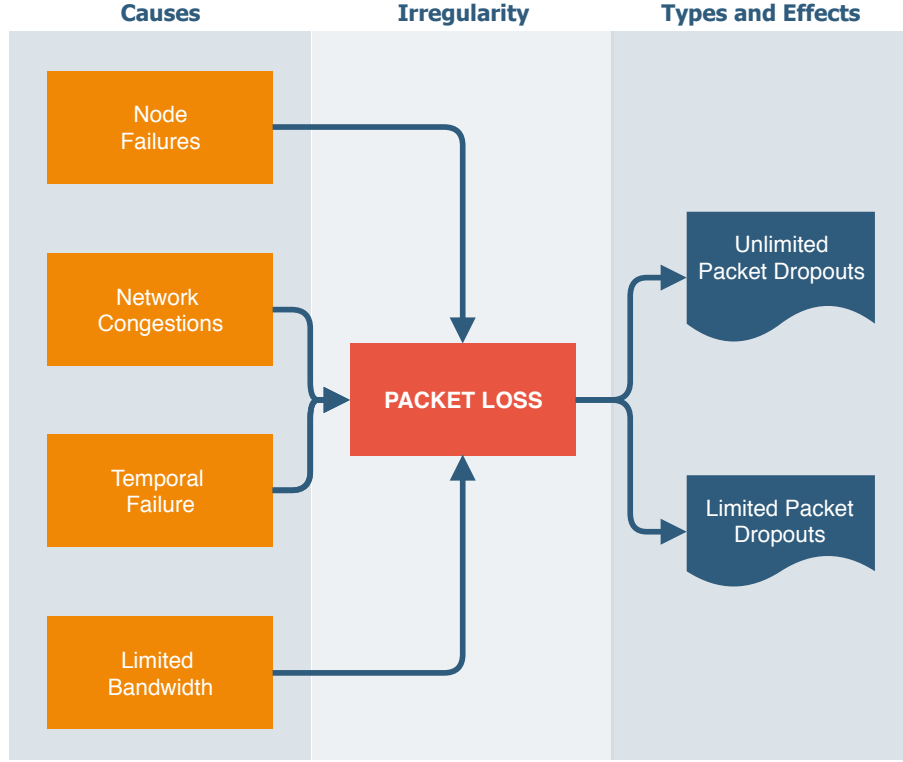 Causes
Irregularity
Types and Effects
Node
Failures
Network
Congestions
Temporal
Failure
Limited
Bandwidth
PACKET LOSS
Unlimited
Packet Dropouts
Limited Packet
Dropouts